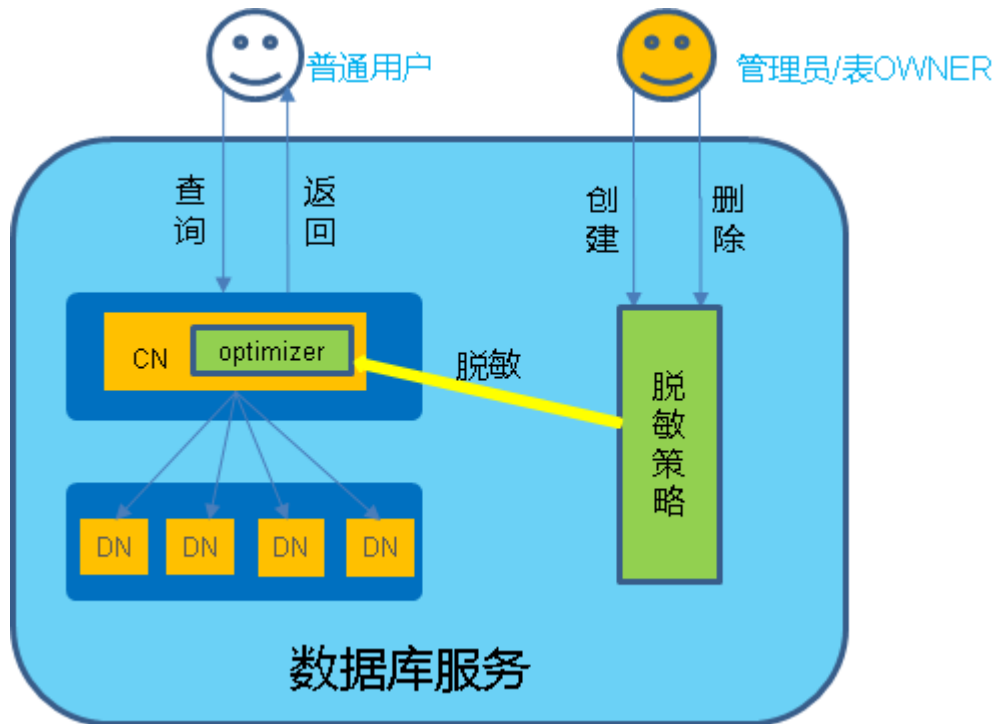 普通用户
管理员/表OWNER
查询
返回
创建
删除
CN
optimizer
脱敏
脱敏策略
DN
DN
DN
DN
数据库服务